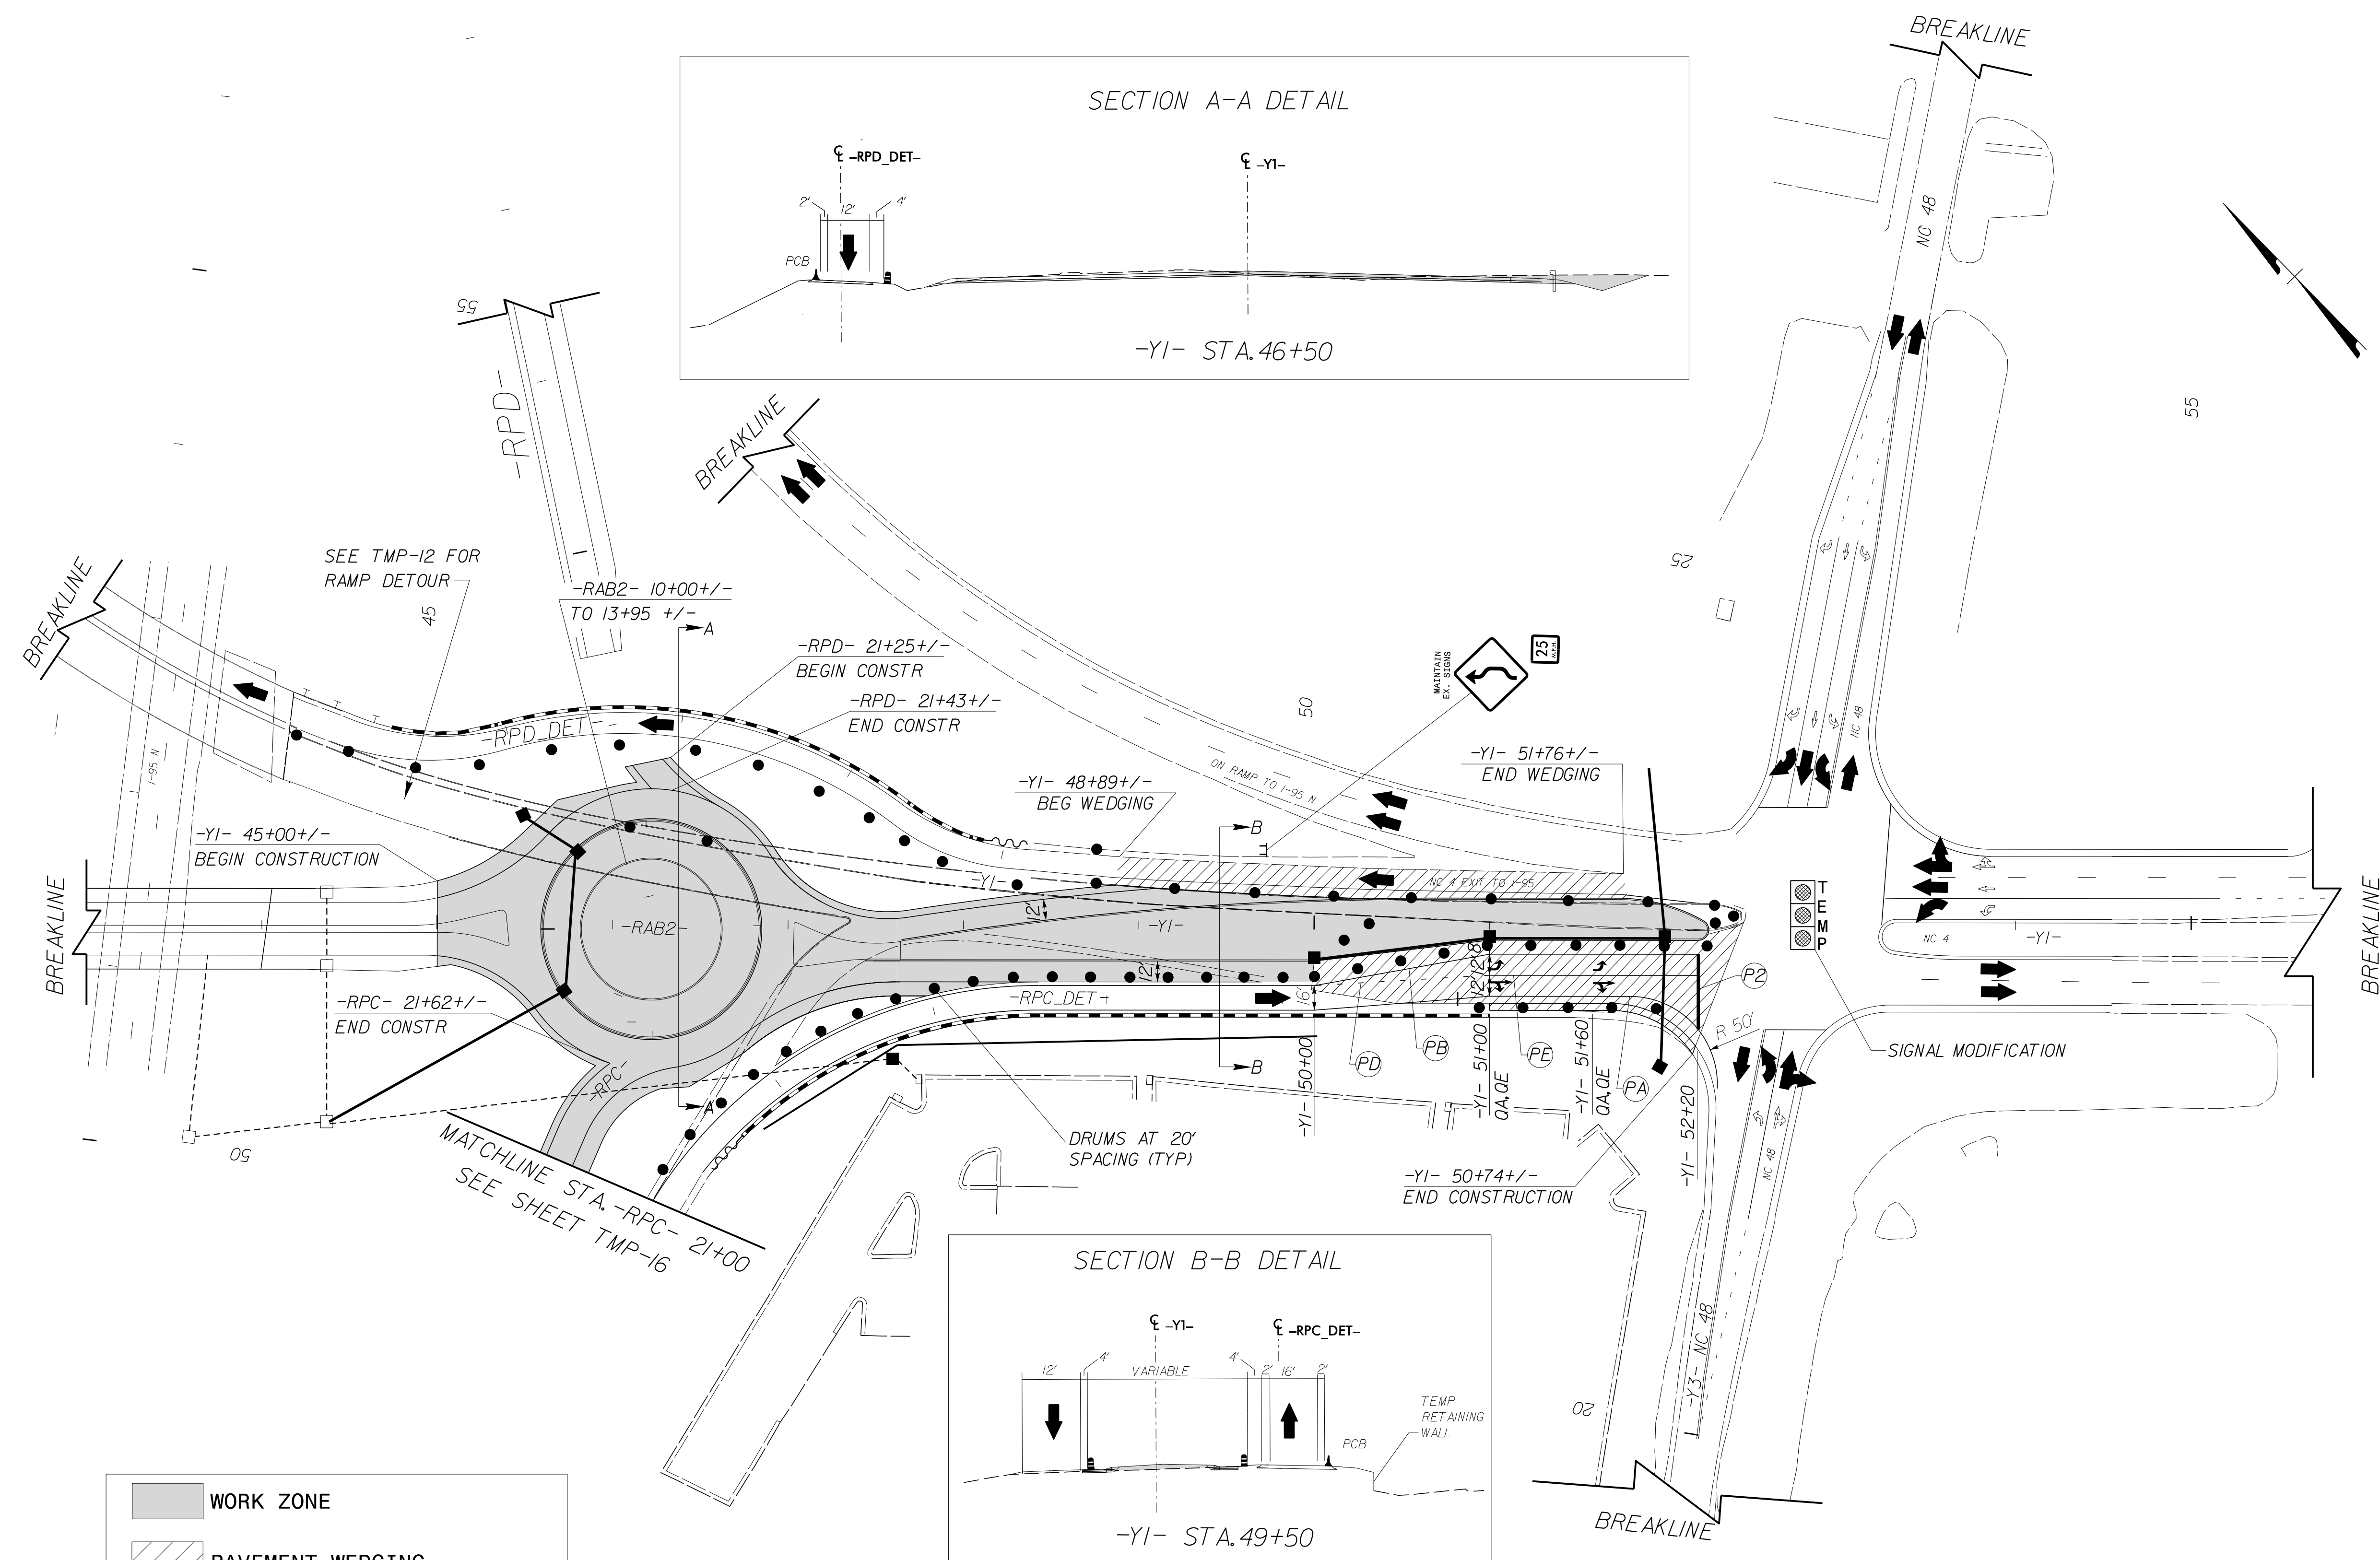 BREAKLINE
SECTION A-A DETAIL
℄ -RPD_DET-
℄ -Y1-
2'
12'
4'
PCB
-Y1- STA. 46+50
NC 48
55
55
-RPD-
BREAKLINE
25
SEE TMP-12 FOR
RAMP DETOUR
45
BREAKLINE
-RAB2- 10+00+/-
TO 13+95 +/-
A
-RPD- 21+25+/-
BEGIN CONSTR
-RPD- 21+43+/-
END CONSTR
MAINTAIN
EX. SIGNS
25
M.P.H.
50
-RPD_DET-
I-95 N
ON RAMP TO I-95 N
-Y1- 51+76+/-
END WEDGING
NC 48
-Y1- 48+89+/-
BEG WEDGING
B
-Y1- 45+00+/-
BEGIN CONSTRUCTION
-Y1-
NC 4 EXIT TO I-95
TEMP
BREAKLINE
BREAKLINE
-RAB2-
12'
-Y1-
NC 4
-Y1-
12'
12'
12'
8'
16'
P2
-RPC- 21+62+/-
END CONSTR
-RPC_DET-
R 50'
SIGNAL MODIFICATION
-RPC-
B
PD
PB
PE
PA
-Y1- 50+00
-Y1- 51+00
QA,QE
-Y1- 51+60
QA,QE
-Y1- 52+20
A
50
MATCHLINE STA. -RPC- 21+00
SEE SHEET TMP-16
DRUMS AT 20'
SPACING (TYP)
-Y1- 50+74+/-
END CONSTRUCTION
NC 48
SECTION B-B DETAIL
℄ -Y1-
℄ -RPC_DET-
12'
4'
VARIABLE
4'
2'
16'
2'
TEMP
RETAINING
WALL
PCB
-Y1- STA. 49+50
20
-Y3- NC 48
BREAKLINE
WORK ZONE
PAVEMENT WEDGING